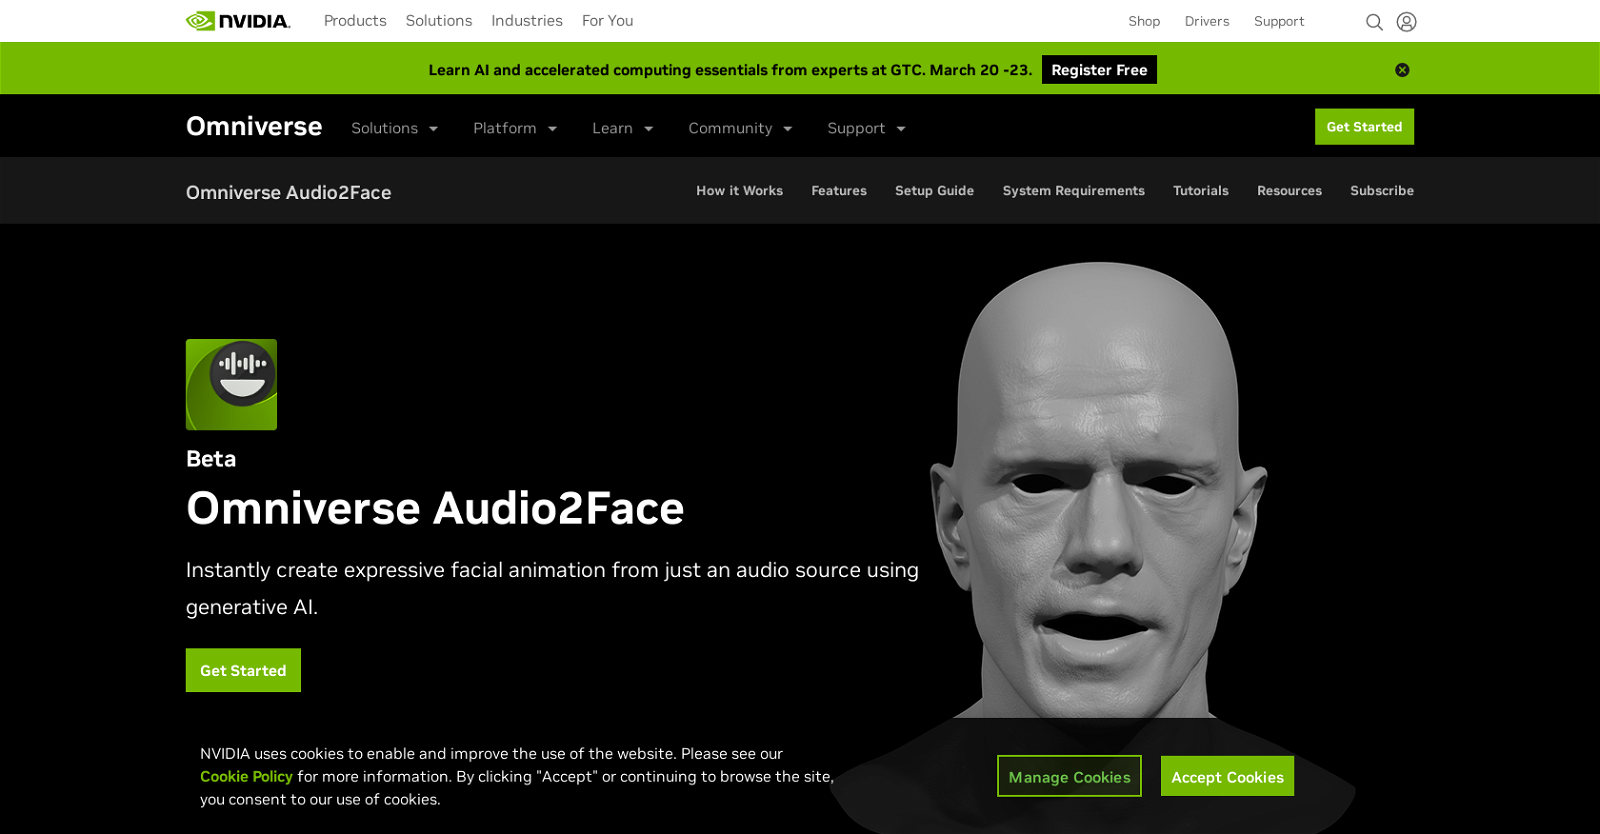 NVIDIA.
Products Solutions Industries For You
Shop Drivers Support
Learn AI and accelerated computing essentials from experts at GTC. March 20 -23. Register Free
Omniverse Solutions Platform Learn Community Support Get Started
Omniverse Audio2Face How it Works Features Setup Guide System Requirements Tutorials Resources Subscribe
Beta
Omniverse Audio2Face
Instantly create expressive facial animation from just an audio source using
generative AI.
Get Started
NVIDIA uses cookies to enable and improve the use of the website. Please see our
Cookie Policy for more information. By clicking "Accept" or continuing to browse the site,
you consent to our use of cookies.
Manage Cookies Accept Cookies